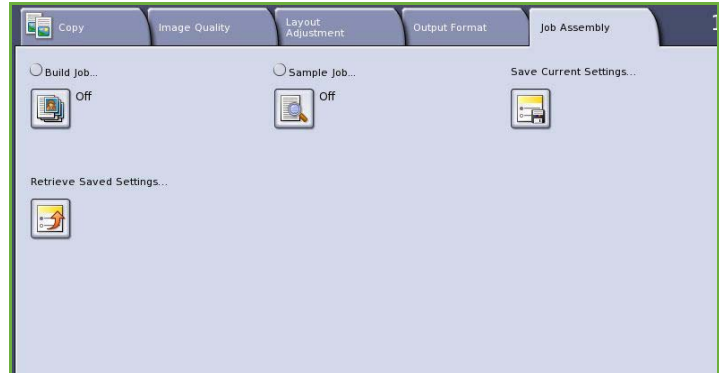 Copy
Image Quality
Layout
Adjustment
Output Format
Job Assembly
1
Build Job...
Off
Sample Job...
Off
Save Current Settings...
Retrieve Saved Settings...